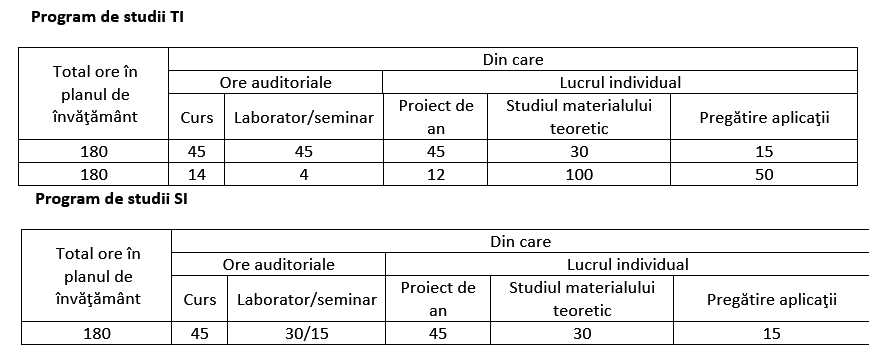 Program de studii TI
Total ore în
planul de
învăţământ
Din care
Ore auditoriale
Lucrul individual
Curs
Laborator/seminar
Proiect de
an
Studiul materialului
teoretic
Pregătire aplicaţii
180 45 45 45 30 15
180 14 4 12 100 50
Program de studii SI
Total ore în
planul de
învăţământ
Din care
Ore auditoriale
Lucrul individual
Curs
Laborator/seminar
Proiect de
an
Studiul materialului
teoretic
Pregătire aplicaţii
180 45 30/15 45 30 15